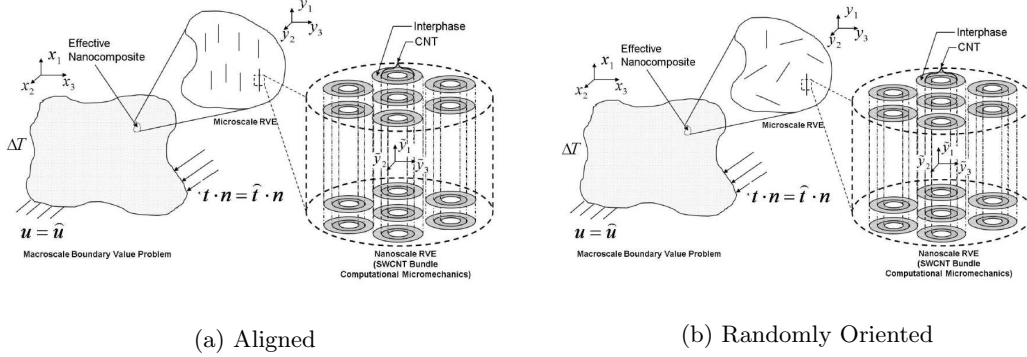 y₁
y₂
y₃
Interphase
CNT
Effective
Nanocomposite
x₁
x₂
x₃
Microscale RVE
ΔT
ỹ₁
ỹ₂
ỹ₃
t · n = t̂ · n
u = û
Macroscale Boundary Value Problem
Nanoscale RVE
(SWCNT Bundle
Computational Micromechanics)
(a) Aligned
y₁
y₂
y₃
Interphase
CNT
Effective
Nanocomposite
x₁
x₂
x₃
Microscale RVE
ΔT
ỹ₁
ỹ₂
ỹ₃
t · n = t̂ · n
u = û
Macroscale Boundary Value Problem
Nanoscale RVE
(SWCNT Bundle
Computational Micromechanics)
(b) Randomly Oriented